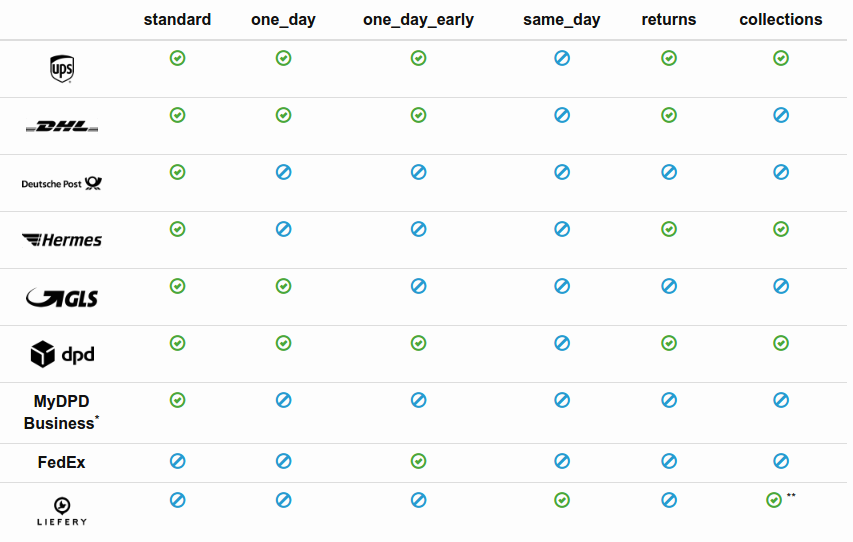 standard one_day one_day_early same_day returns collections
ups
DHL
Deutsche Post
Hermes
GLS
dpd
MyDPD
Business*
FedEx
**
LIEFERY